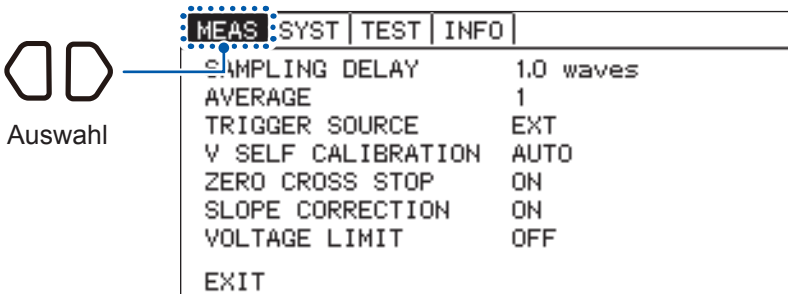 MEAS SYST TEST INFO
Auswahl
SAMPLING DELAY 1.0 waves
AVERAGE 1
TRIGGER SOURCE EXT
V SELF CALIBRATION AUTO
ZERO CROSS STOP ON
SLOPE CORRECTION ON
VOLTAGE LIMIT OFF
EXIT